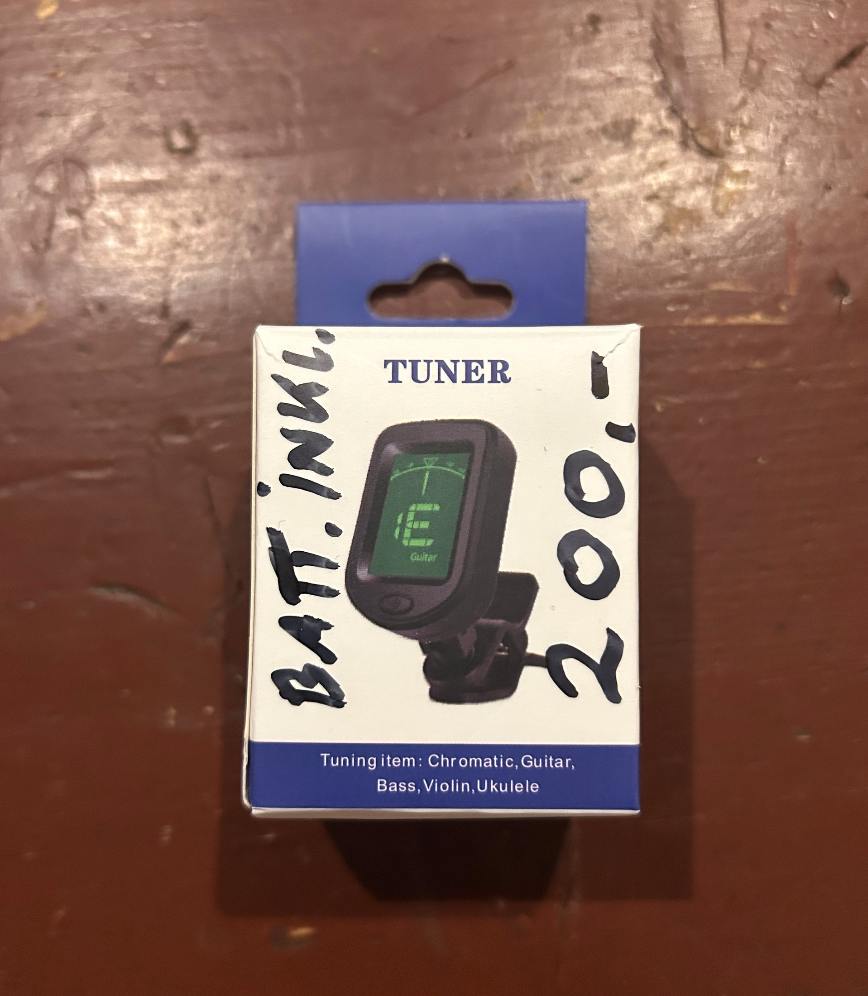 TUNER
BATT. INKL.
200,-
E
Guitar
Tuning item: Chromatic,Guitar,
Bass,Violin,Ukulele